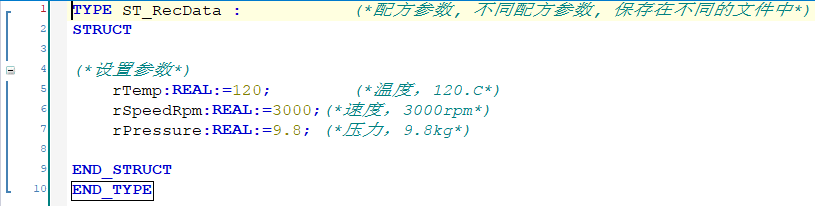 1 TYPE ST_RecData : (*配方参数, 不同配方参数, 保存在不同的文件中*)
2 STRUCT
3
4 (*设置参数*)
5 rTemp:REAL:=120; (*温度, 120.C*)
6 rSpeedRpm:REAL:=3000; (*速度, 3000rpm*)
7 rPressure:REAL:=9.8; (*压力, 9.8kg*)
8
9 END_STRUCT
10 END_TYPE